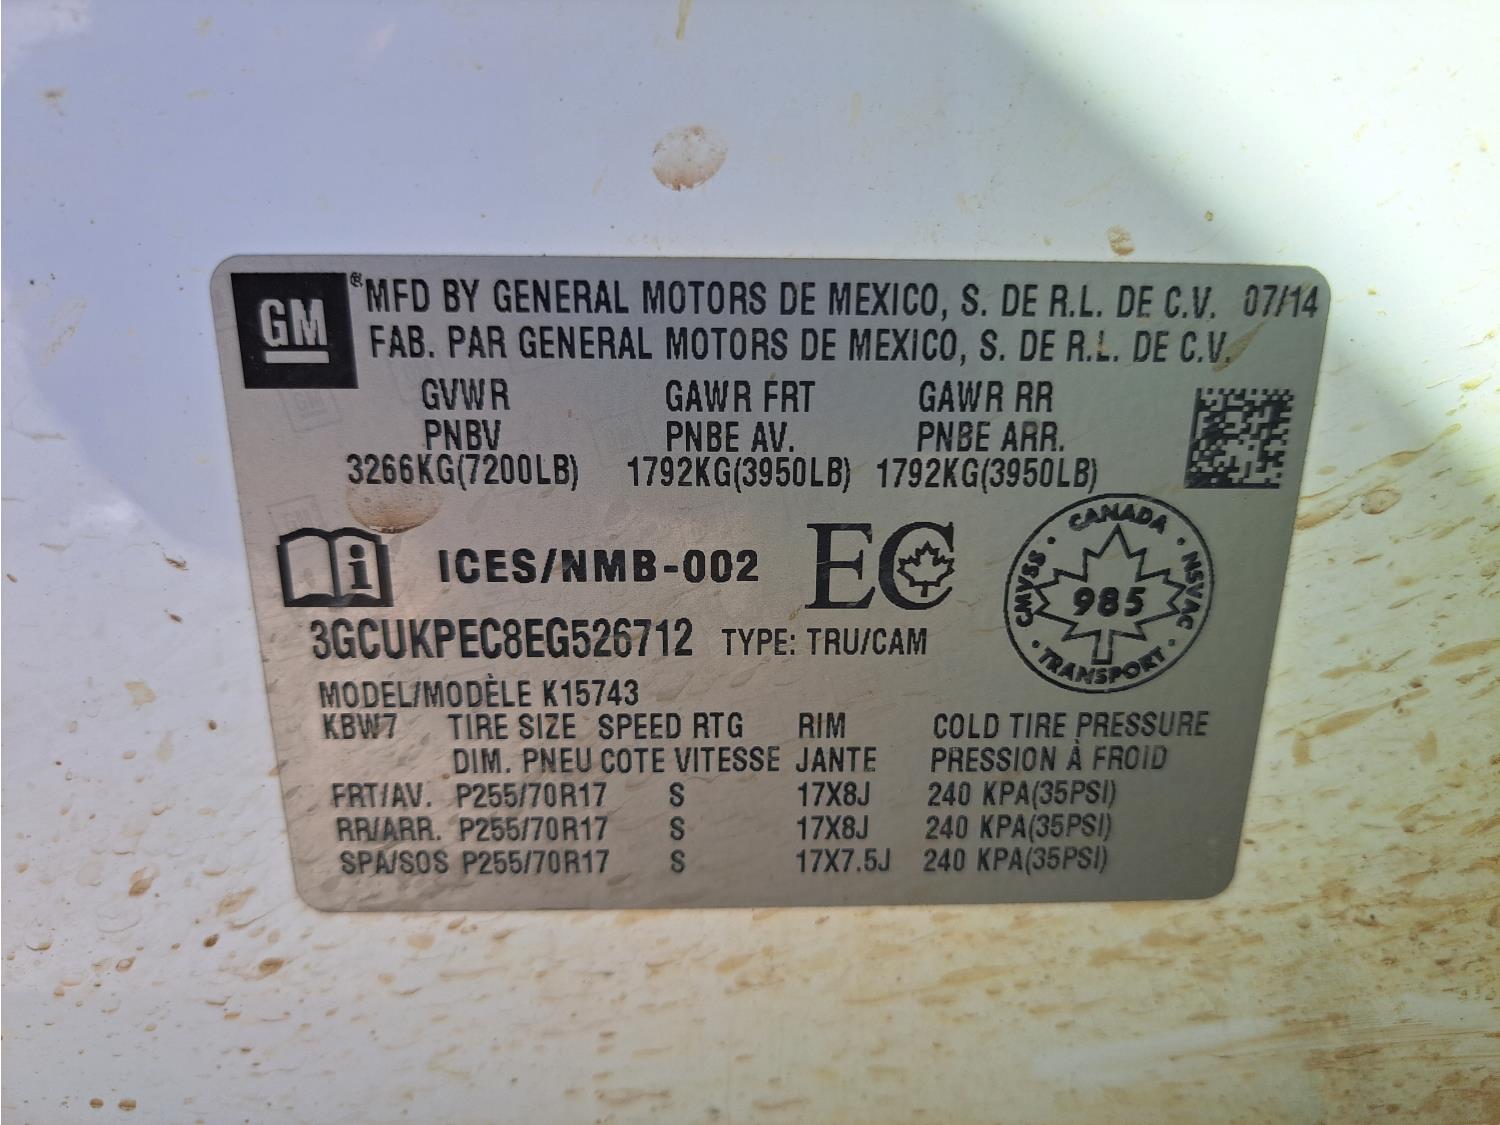 GM
® MFD BY GENERAL MOTORS DE MEXICO, S. DE R.L. DE C.V. 07/14
FAB. PAR GENERAL MOTORS DE MEXICO, S. DE R.L. DE C.V.
GVWR GAWR FRT GAWR RR
PNBV PNBE AV. PNBE ARR.
3266KG(7200LB) 1792KG(3950LB) 1792KG(3950LB)
i ICES/NMB-002 EC
CANADA
CMVSS 985 NSVAC
TRANSPORT
3GCUKPEC8EG526712 TYPE: TRU/CAM
MODEL/MODÈLE K15743
KBW7 TIRE SIZE SPEED RTG RIM COLD TIRE PRESSURE
DIM. PNEU COTE VITESSE JANTE PRESSION À FROID
FRT/AV. P255/70R17 S 17X8J 240 KPA(35PSI)
RR/ARR. P255/70R17 S 17X8J 240 KPA(35PSI)
SPA/SOS P255/70R17 S 17X7.5J 240 KPA(35PSI)